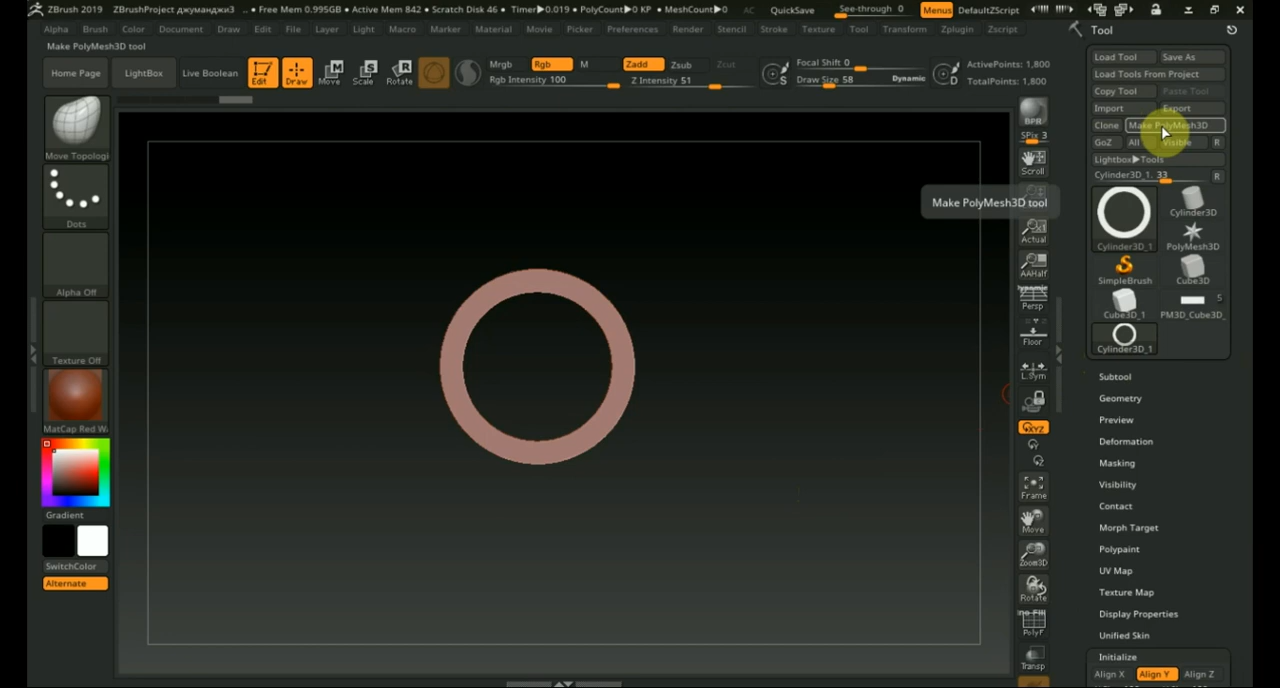 ZBrush 2019 ZBrushProject джуманджи3 .. • Free Mem 0.995GB • Active Mem 842 • Scratch Disk 46 • Timer▶0.019 • PolyCount▶0 KP • MeshCount▶0 AC QuickSave See-through 0 Menus DefaultZScript
Alpha Brush Color Document Draw Edit File Layer Light Macro Marker Material Movie Picker Preferences Render Stencil Stroke Texture Tool Transform Zplugin Zscript
Make PolyMesh3D tool
Home Page LightBox Live Boolean Edit Draw Move Scale Rotate
Mrgb Rgb M Zadd Zsub Zcut
Rgb Intensity 100 Z Intensity 51
S Focal Shift 0
Draw Size 58 Dynamic D
ActivePoints: 1,800
TotalPoints: 1,800
Move Topologi
Dots
Alpha Off
Texture Off
MatCap Red W
Gradient
SwitchColor
Alternate
Make PolyMesh3D tool
BPR
SPix 3
Scroll
Actual
AAHalf
Dynamic
Persp
Floor
L.Sym
XYZ
Y
Z
Frame
Move
Zoom3D
Rotate
PolyF
Transp
Tool
Load Tool Save As
Load Tools From Project
Copy Tool Paste Tool
Import Export
Clone Make PolyMesh3D
GoZ All Visible R
Lightbox▶Tools
Cylinder3D_1. 33 R
Cylinder3D_1 Cylinder3D
PolyMesh3D
SimpleBrush Cube3D
Cube3D_1 5 PM3D_Cube3D_
Cylinder3D_1
Subtool
Geometry
Preview
Deformation
Masking
Visibility
Contact
Morph Target
Polypaint
UV Map
Texture Map
Display Properties
Unified Skin
Initialize
Align X Align Y Align Z